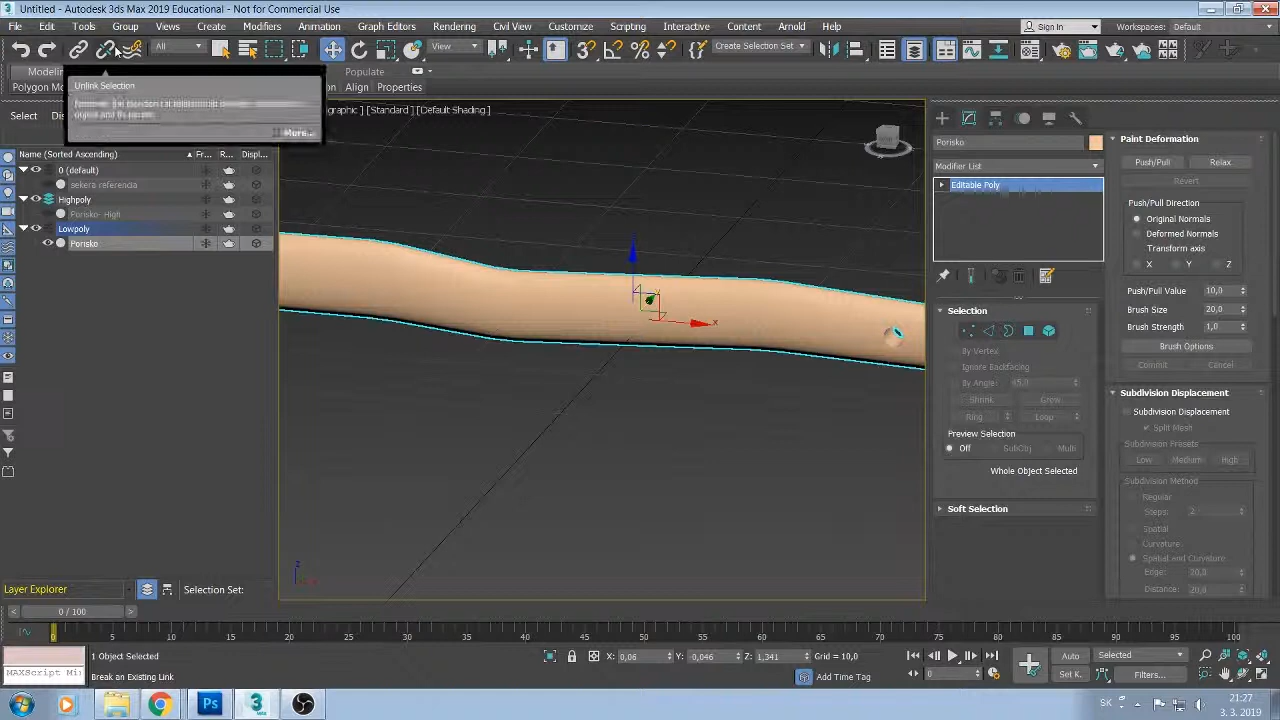 Untitled - Autodesk 3ds Max 2019 Educational - Not for Commercial Use
File Edit Tools Group Views Create Modifiers Animation Graph Editors Rendering Civil View Customize Scripting Interactive Content Arnold Help
Sign In Workspaces: Default
All View Create Selection Set
Modeling Populate
Polygon Mo Align Properties
Unlink Selection
More...
Select Dis
graphic ] [Standard ] [Default Shading ]
Name (Sorted Ascending) Fr... R... Displ...
0 (default)
sekera referencia
Highpoly
Porisko- High
Lowpoly
Porisko
Porisko
Modifier List
Editable Poly
Selection
By Vertex
Ignore Backfacing
By Angle: 45,0
Shrink Grow
Ring Loop
Preview Selection
Off SubObj Multi
Whole Object Selected
Soft Selection
Paint Deformation
Push/Pull Relax
Revert
Push/Pull Direction
Original Normals
Deformed Normals
Transform axis
X Y Z
Push/Pull Value 10,0
Brush Size 20,0
Brush Strength 1,0
Brush Options
Commit Cancel
Subdivision Displacement
Subdivision Displacement
Split Mesh
Subdivision Presets
Low Medium High
Subdivision Method
Regular
Steps: 2
Spatial
Curvature
Spatial and Curvature
Edge: 20,0
Distance: 20,0
x
z
Layer Explorer Selection Set:
< 0 / 100 >
0 5 10 15 20 25 30 35 40 45 50 55 60 65 70 75 80 85 90 95 100
1 Object Selected X: 0,06 Y: -0,046 Z: 1,341 Grid = 10,0 Auto Selected
MAXScript Mi Break an Existing Link Add Time Tag 0 Set K. Filters...
Ps 3 SK 21:27
3. 3. 2019